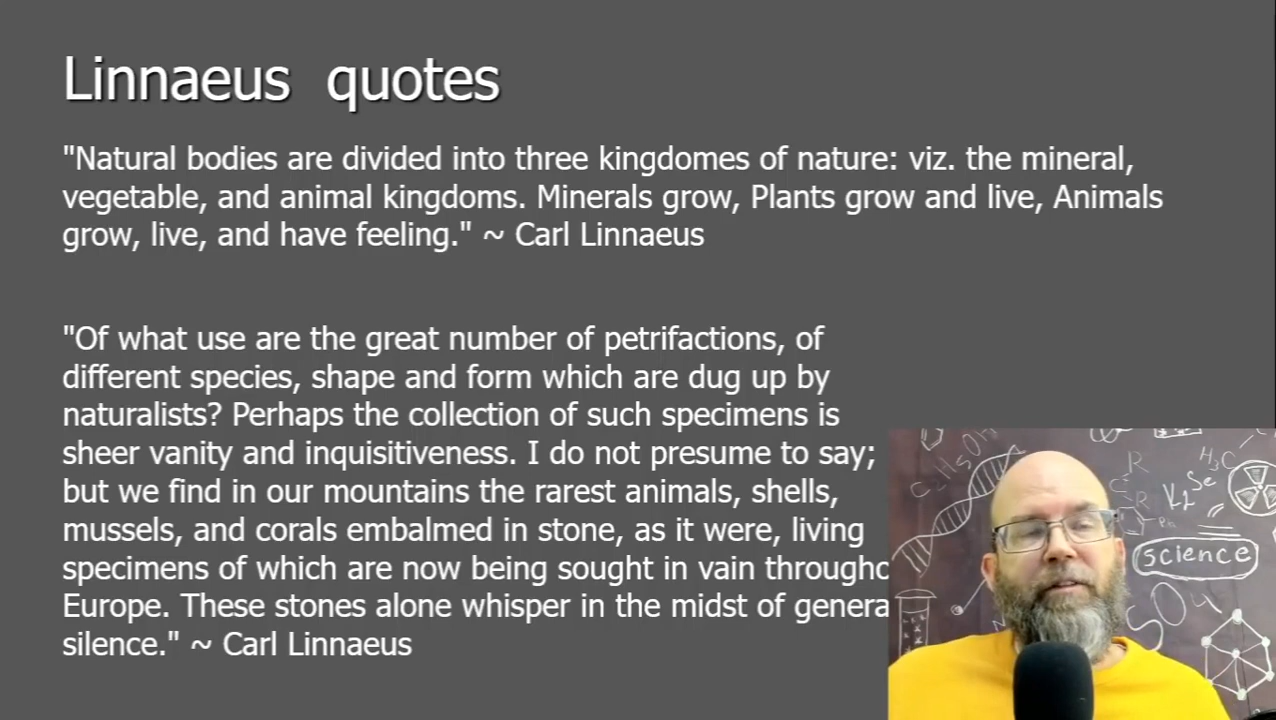 Linnaeus quotes
"Natural bodies are divided into three kingdomes of nature: viz. the mineral,
vegetable, and animal kingdoms. Minerals grow, Plants grow and live, Animals
grow, live, and have feeling." ~ Carl Linnaeus
"Of what use are the great number of petrifactions, of
different species, shape and form which are dug up by
naturalists? Perhaps the collection of such specimens is
sheer vanity and inquisitiveness. I do not presume to say;
but we find in our mountains the rarest animals, shells,
mussels, and corals embalmed in stone, as it were, living
specimens of which are now being sought in vain
Europe. These stones alone whisper in the midst of
silence." ~ Carl Linnaeus
C₂H₅OH
R
H₃C
Se
R
Ph
science
SO₄